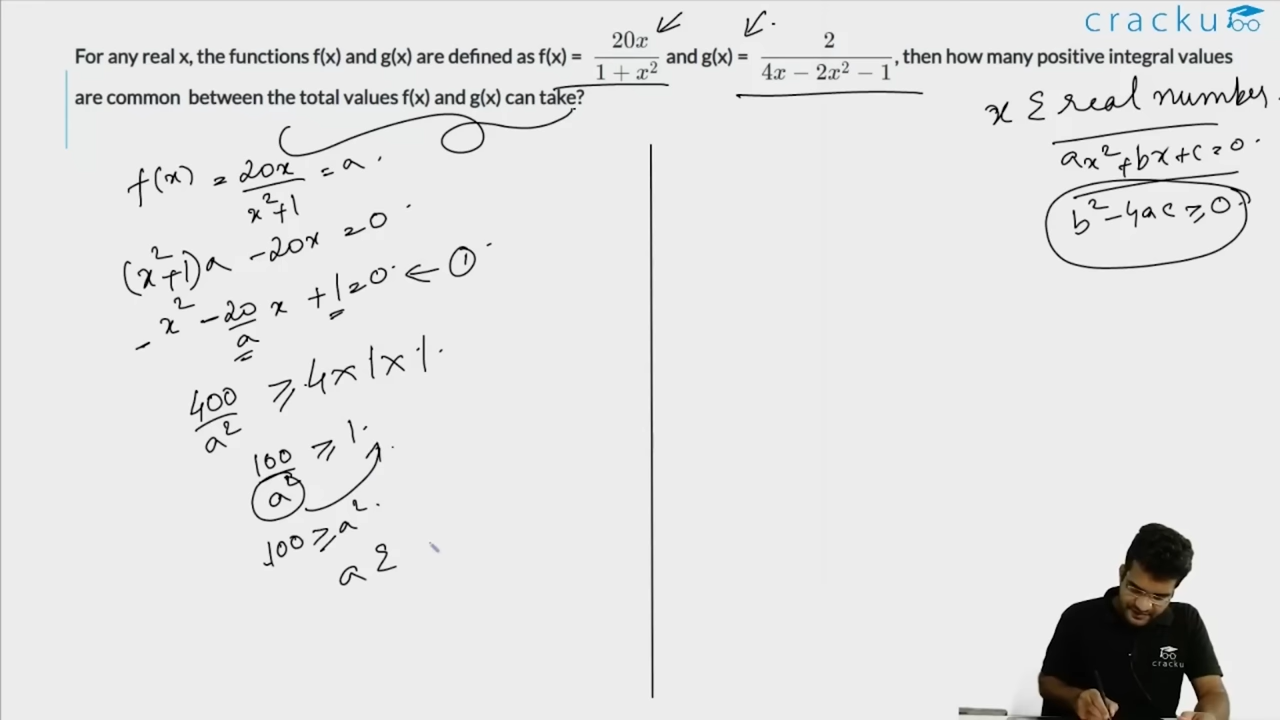 cracku
For any real x, the functions f(x) and g(x) are defined as f(x) = 20x / 1 + x² and g(x) = 2 / 4x − 2x² − 1, then how many positive integral values
are common between the total values f(x) and g(x) can take?
x Σ real number.
ax² + bx + c = 0.
b² − 4ac ≥ 0.
f(x) = 20x / x² + 1 = a.
(x² + 1) a − 20x = 0.
x² − 20/a x + 1 = 0. ← ①
400 / a² ≥ 4 x 1 x 1.
100 / a² ≥ 1.
100 ≥ a².
a Σ
cracku